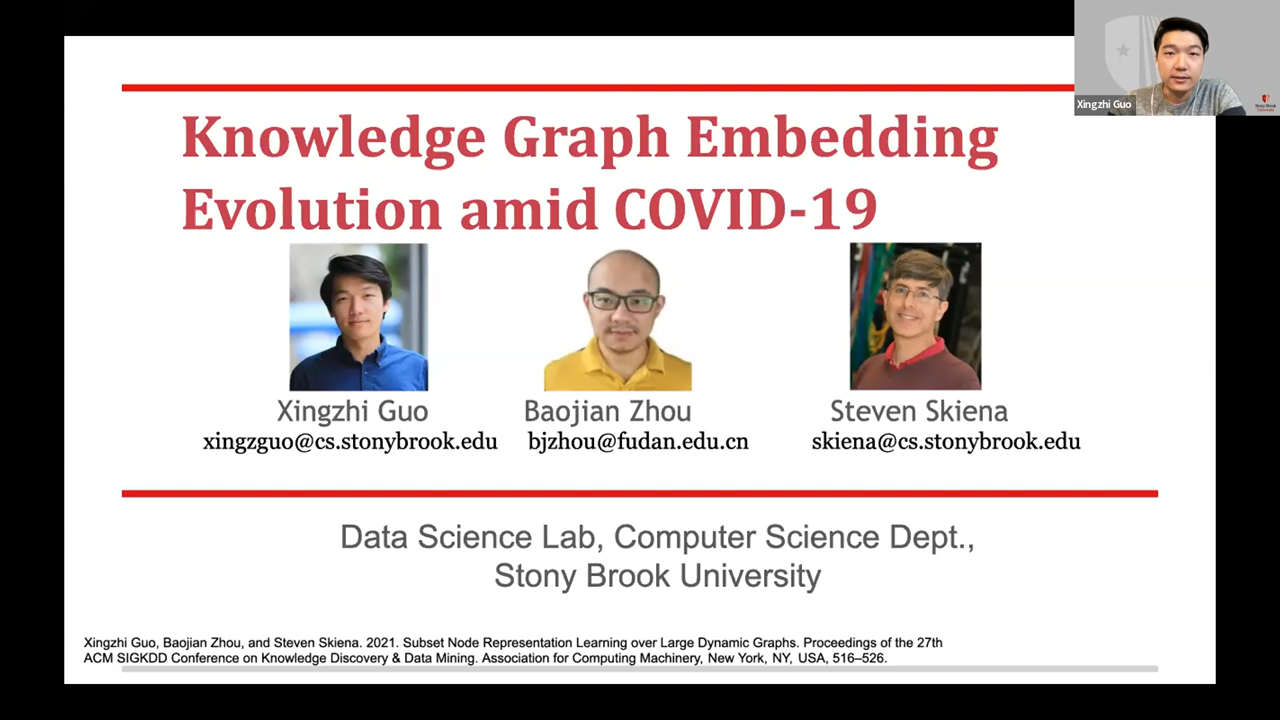 Xingzhi Guo
Stony Brook
University
Knowledge Graph Embedding
Evolution amid COVID-19
Xingzhi Guo Baojian Zhou Steven Skiena
xingzguo@cs.stonybrook.edu bjzhou@fudan.edu.cn skiena@cs.stonybrook.edu
Data Science Lab, Computer Science Dept.,
Stony Brook University
Xingzhi Guo, Baojian Zhou, and Steven Skiena. 2021. Subset Node Representation Learning over Large Dynamic Graphs. Proceedings of the 27th
ACM SIGKDD Conference on Knowledge Discovery & Data Mining. Association for Computing Machinery, New York, NY, USA, 516–526.